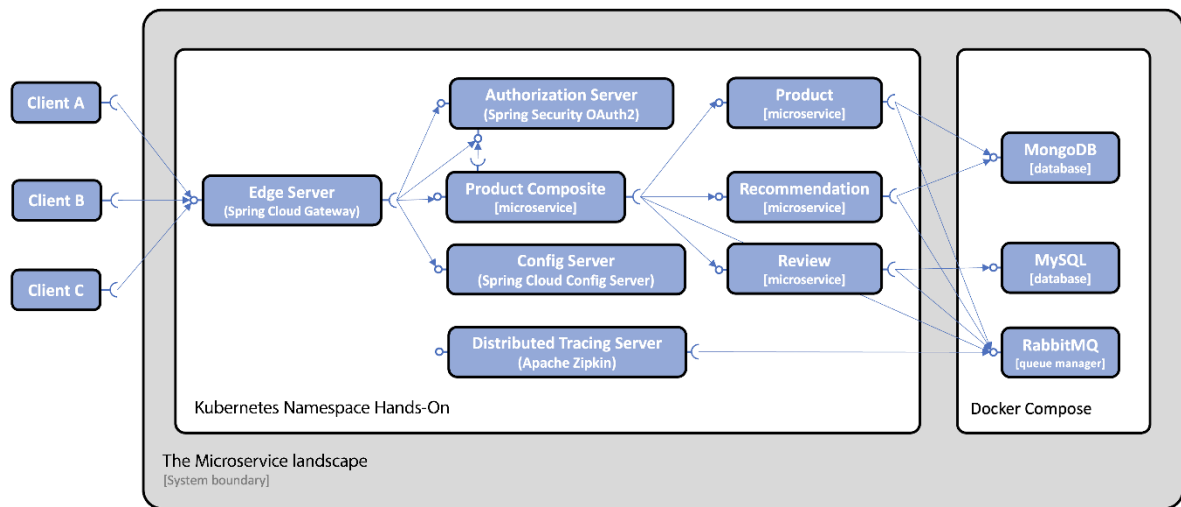 Client A
Client B
Client C
Edge Server
(Spring Cloud Gateway)
Authorization Server
(Spring Security OAuth2)
Product Composite
[microservice]
Config Server
(Spring Cloud Config Server)
Distributed Tracing Server
(Apache Zipkin)
Product
[microservice]
Recommendation
[microservice]
Review
[microservice]
Kubernetes Namespace Hands-On
MongoDB
[database]
MySQL
[database]
RabbitMQ
[queue manager]
Docker Compose
The Microservice landscape
[System boundary]